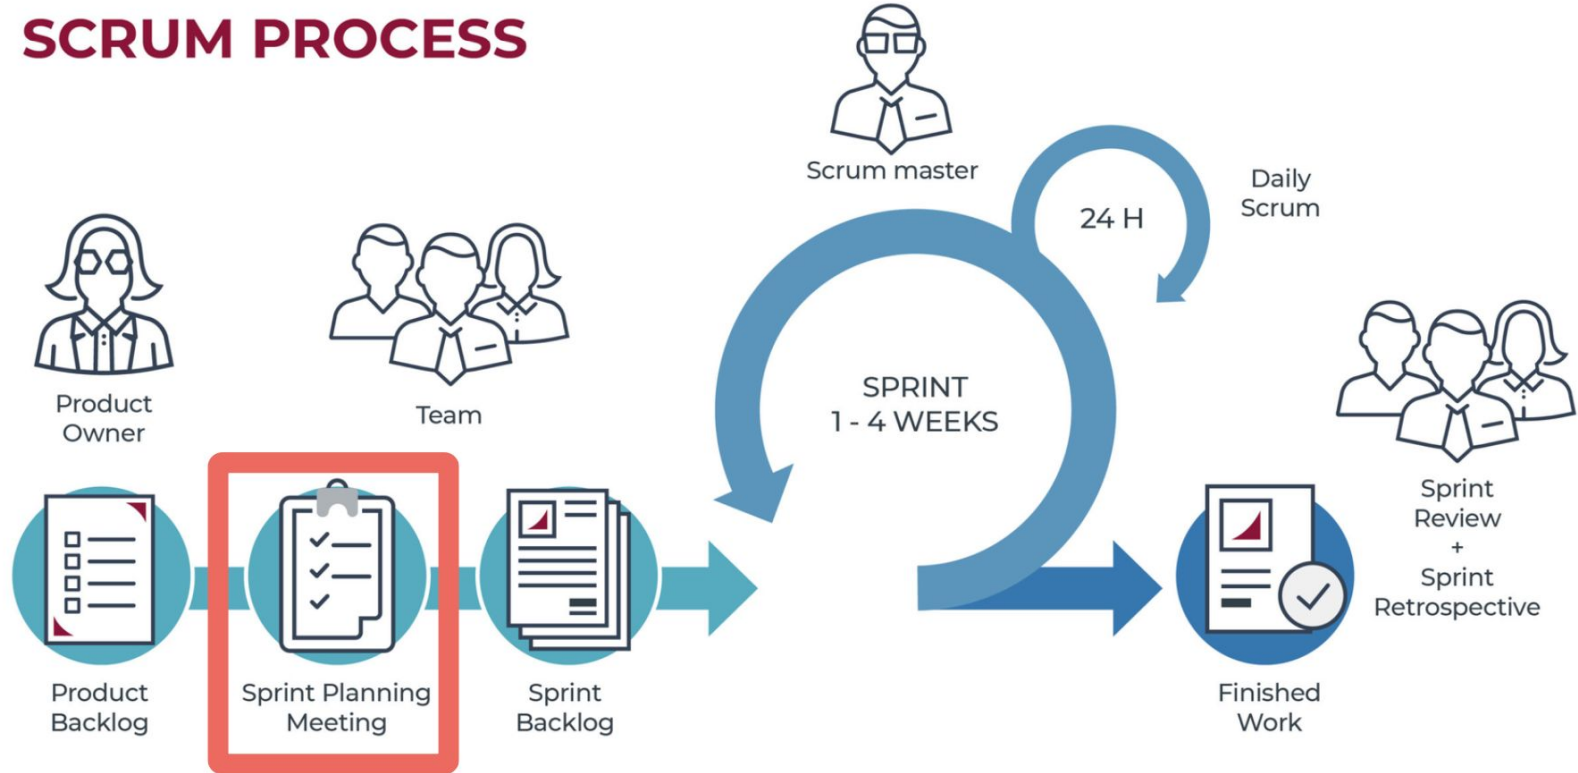 SCRUM PROCESS
Scrum master
24 H
Daily
Scrum
Product
Owner
Team
SPRINT
1 - 4 WEEKS
Sprint
Review
+
Sprint
Retrospective
Product
Backlog
Sprint Planning
Meeting
Sprint
Backlog
Finished
Work